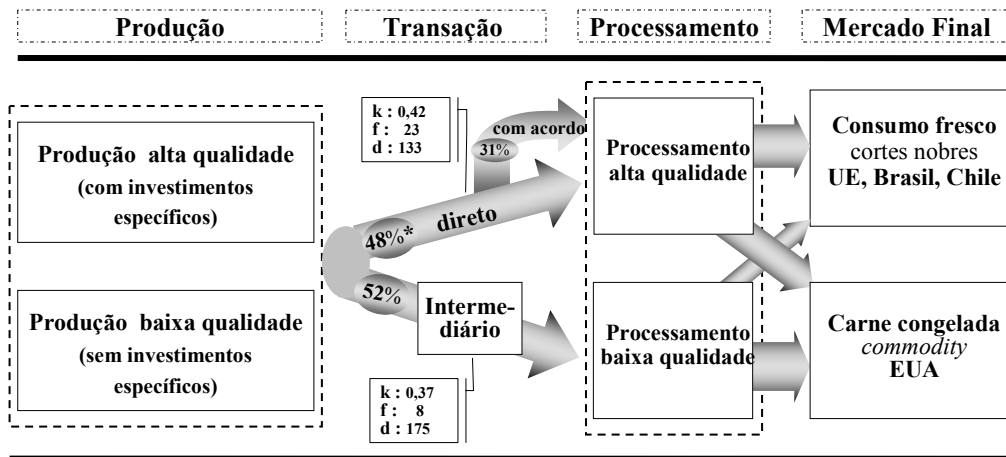 Produção
Transação
Processamento
Mercado Final
Produção alta qualidade
(com investimentos
específicos)
Produção baixa qualidade
(sem investimentos
específicos)
k : 0,42
f : 23
d : 133
com acordo
31%
48%*
direto
52%
Interme-
diário
k : 0,37
f : 8
d : 175
Processamento
alta qualidade
Processamento
baixa qualidade
Consumo fresco
cortes nobres
UE, Brasil, Chile
Carne congelada
commodity
EUA